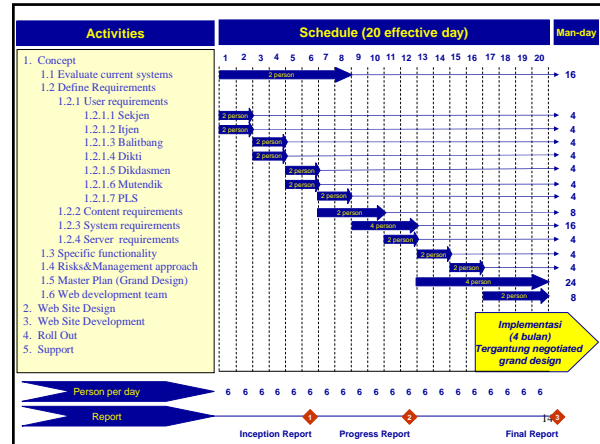 Activities
Schedule (20 effective day)
Man-day
1 2 3 4 5 6 7 8 9 10 11 12 13 14 15 16 17 18 19 20
1. Concept
1.1 Evaluate current systems 2 person 16
1.2 Define Requirements
1.2.1 User requirements
1.2.1.1 Sekjen 2 person 4
1.2.1.2 Itjen 2 person 4
1.2.1.3 Balitbang 2 person 4
1.2.1.4 Dikti 2 person 4
1.2.1.5 Dikdasmen 2 person 4
1.2.1.6 Mutendik 2 person 4
1.2.1.7 PLS 2 person 4
1.2.2 Content requirements 2 person 8
1.2.3 System requirements 4 person 16
1.2.4 Server requirements 2 person 4
1.3 Specific functionality 2 person 4
1.4 Risks&Management approach 2 person 4
1.5 Master Plan (Grand Design) 4 person 24
1.6 Web development team 2 person 8
2. Web Site Design
3. Web Site Development
4. Roll Out
5. Support
Implementasi
(4 bulan)
Tergantung negotiated
grand design
Person per day 6 6 6 6 6 6 6 6 6 6 6 6 6 6 6 6 6 6 6 6
Report 1 2 3
Inception Report Progress Report Final Report